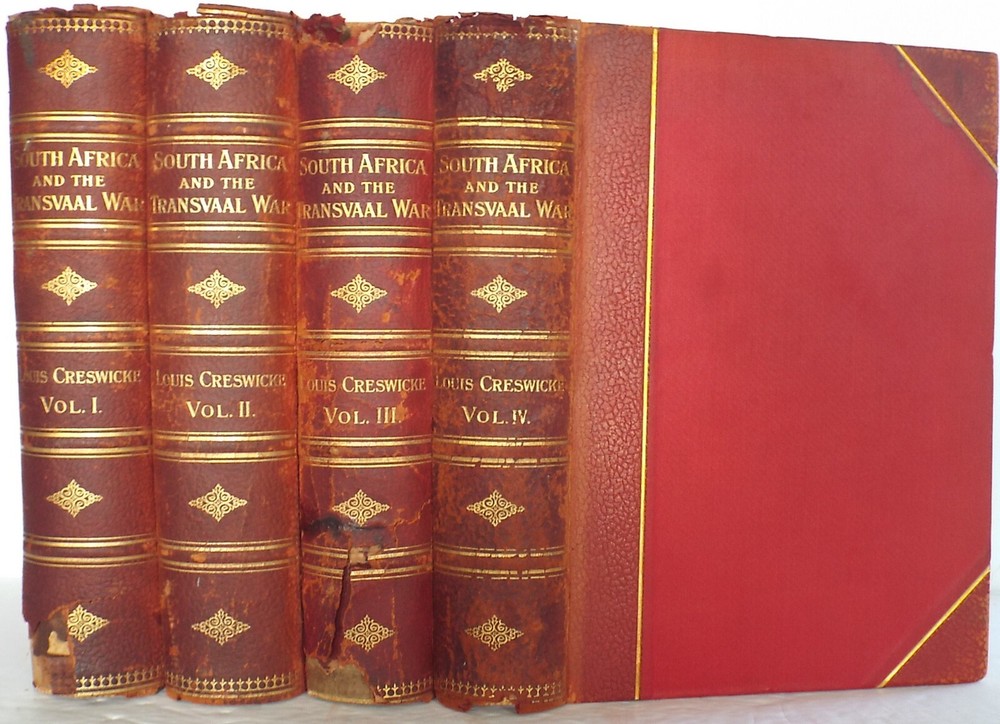 SOUTH AFRICA
AND THE
TRANSVAAL WAR
LOUIS CRESWICKE
VOL. I.
SOUTH AFRICA
AND THE
TRANSVAAL WAR
LOUIS CRESWICKE
VOL. II.
SOUTH AFRICA
AND THE
TRANSVAAL WAR
LOUIS CRESWICKE
VOL. III.
SOUTH AFRICA
AND THE
TRANSVAAL WAR
LOUIS CRESWICKE
VOL. IV.